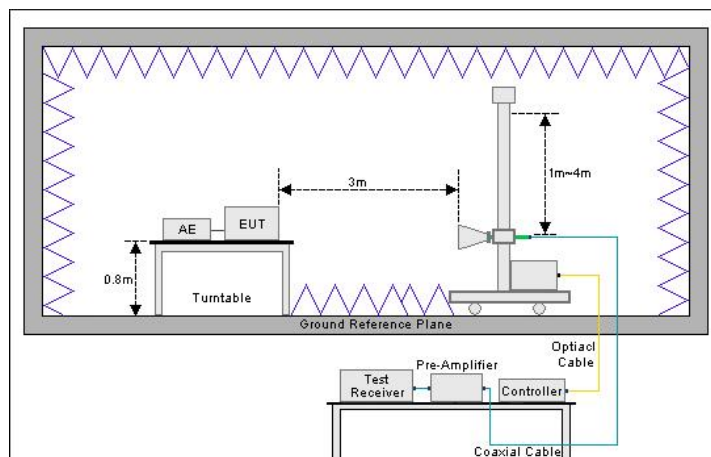 1m~4m
3m
AE
EUT
0.8m
Turntable
Ground Reference Plane
Optiacl
Cable
Pre-Amplifier
Test
Receiver
Controller
Coaxial Cable